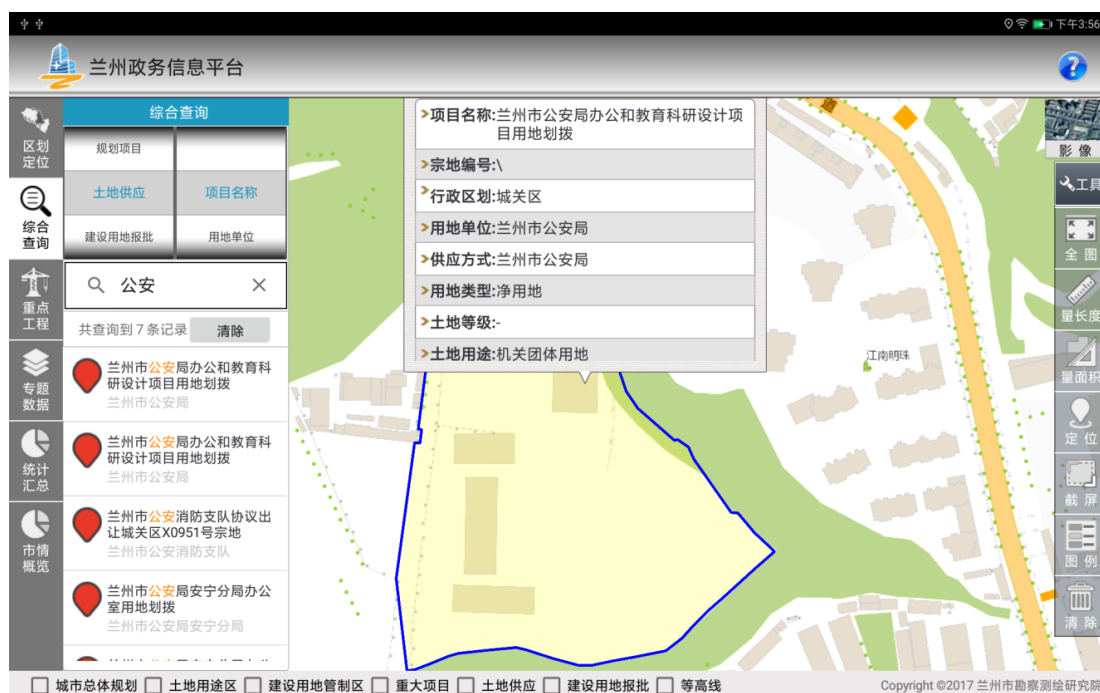 下午3:56
兰州政务信息平台
区划
定位
综合
查询
重点
工程
专题
数据
统计
汇总
市情
概览
综合查询
规划项目
土地供应 项目名称
建设用地报批 用地单位
公安
共查询到7条记录 清除
兰州市公安局办公和教育科
研设计项目用地划拨
兰州市公安局
兰州市公安局办公和教育科
研设计项目用地划拨
兰州市公安局
兰州市公安消防支队协议出
让城关区X0951号宗地
兰州市公安消防支队
兰州市公安局安宁分局办公
室用地划拨
兰州市公安局安宁分局
项目名称:兰州市公安局办公和教育科研设计项
目用地划拨
宗地编号:\
行政区划:城关区
用地单位:兰州市公安局
供应方式:兰州市公安局
用地类型:净用地
土地等级:-
土地用途:机关团体用地
道
江南明珠
影像
工具
全图
量长度
量面积
定位
截屏
图例
清除
城市总体规划 土地用途区 建设用地管制区 重大项目 土地供应 建设用地报批 等高线
Copyright ©2017 兰州市勘察测绘研究院